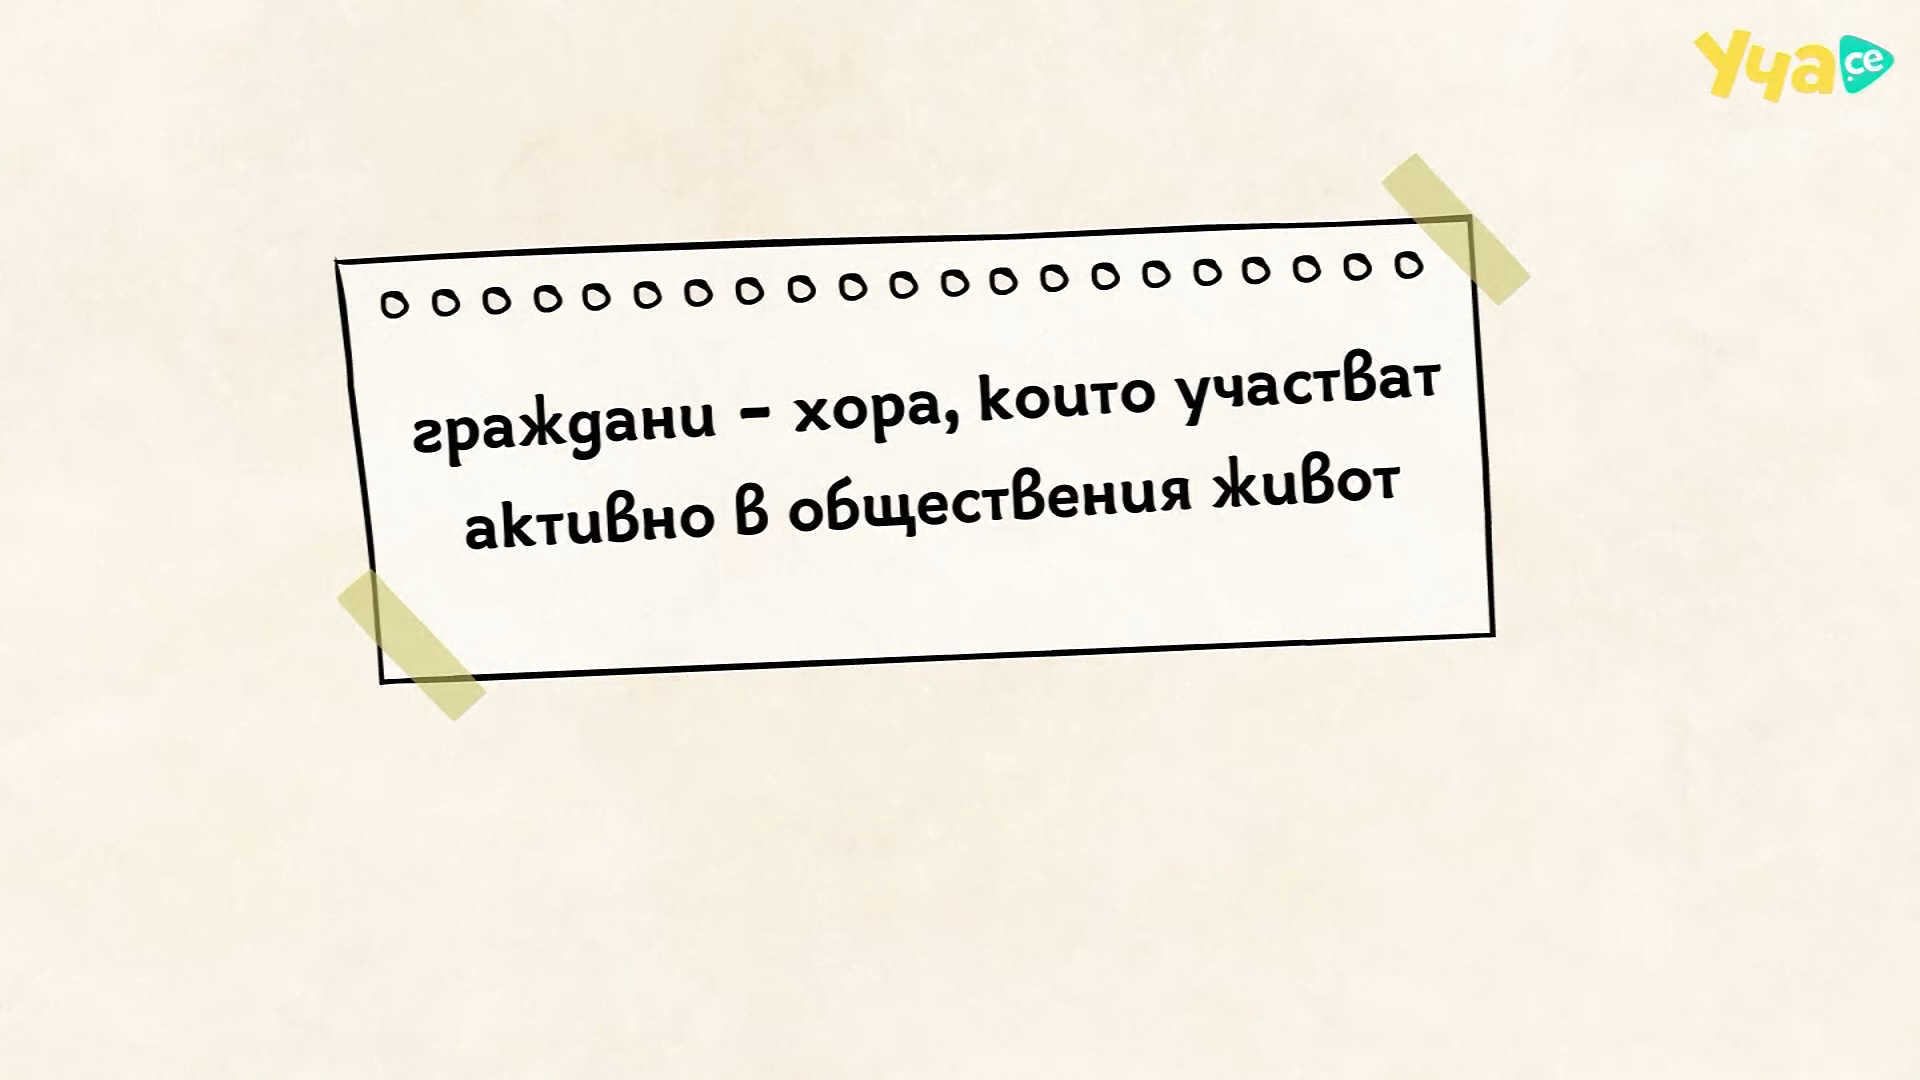 Уча.се
граждани - хора, които участват
активно в обществения живот